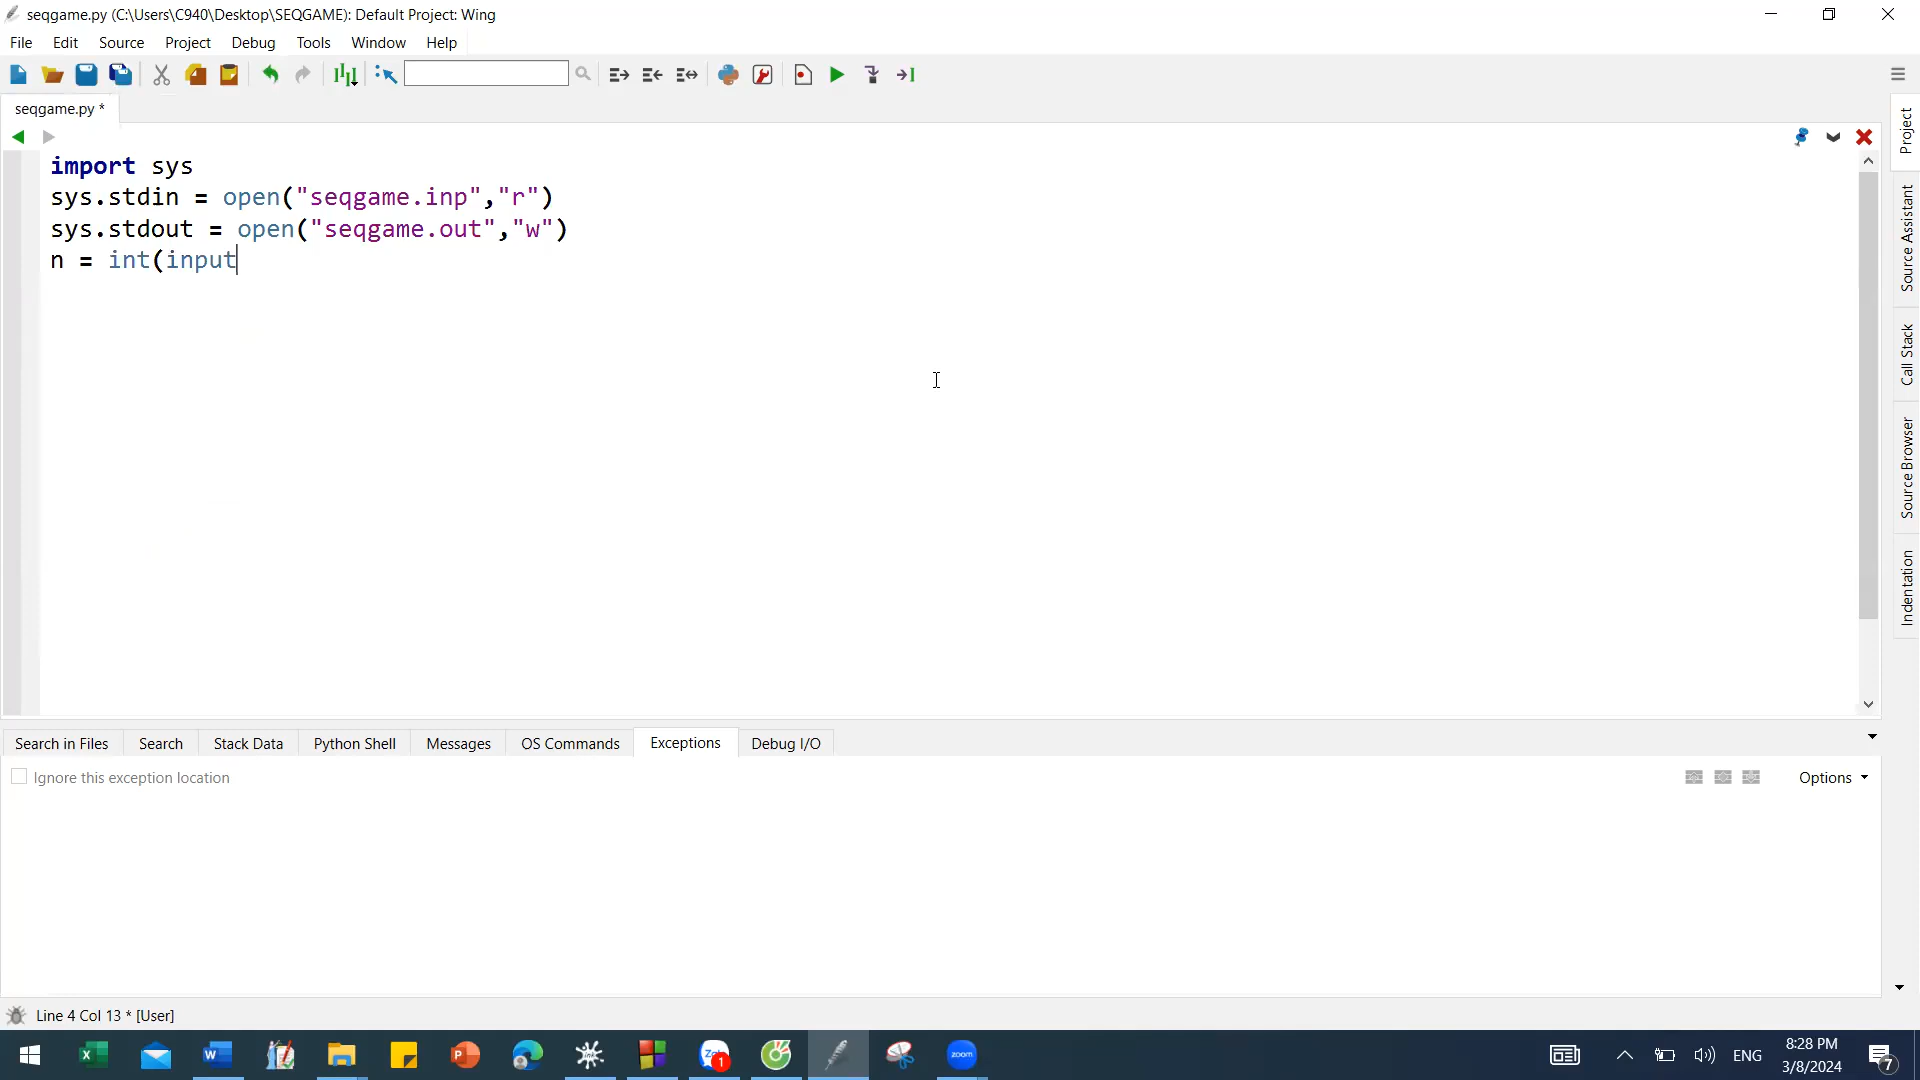 seqgame.py (C:\Users\C940\Desktop\SEQGAME): Default Project: Wing
File Edit Source Project Debug Tools Window Help
seqgame.py *
import sys
sys.stdin = open("seqgame.inp","r")
sys.stdout = open("seqgame.out","w")
n = int(input
Project
Source Assistant
Call Stack
Source Browser
Indentation
Search in Files Search Stack Data Python Shell Messages OS Commands Exceptions Debug I/O
Ignore this exception location Options
Line 4 Col 13 * [User]
zoom
1
ENG
8:28 PM
3/8/2024
7